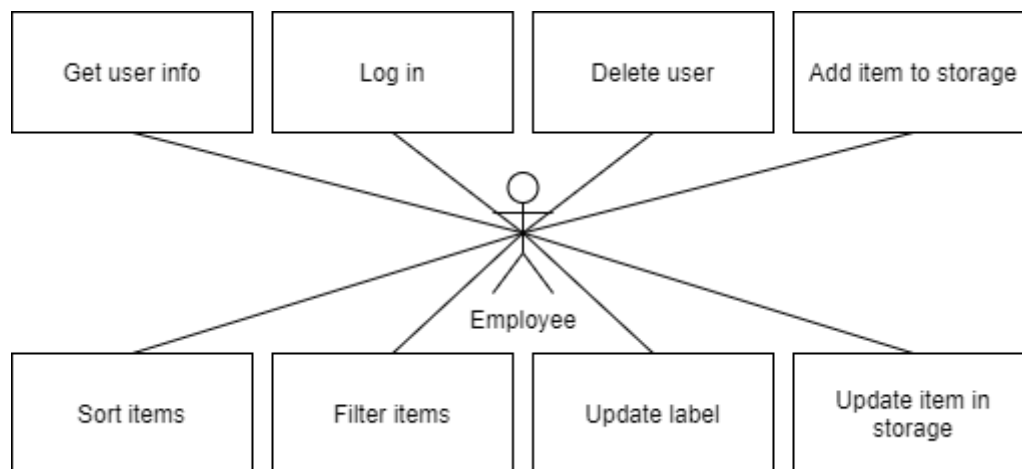 Get user info
Log in
Delete user
Add item to storage
Employee
Sort items
Filter items
Update label
Update item in
storage